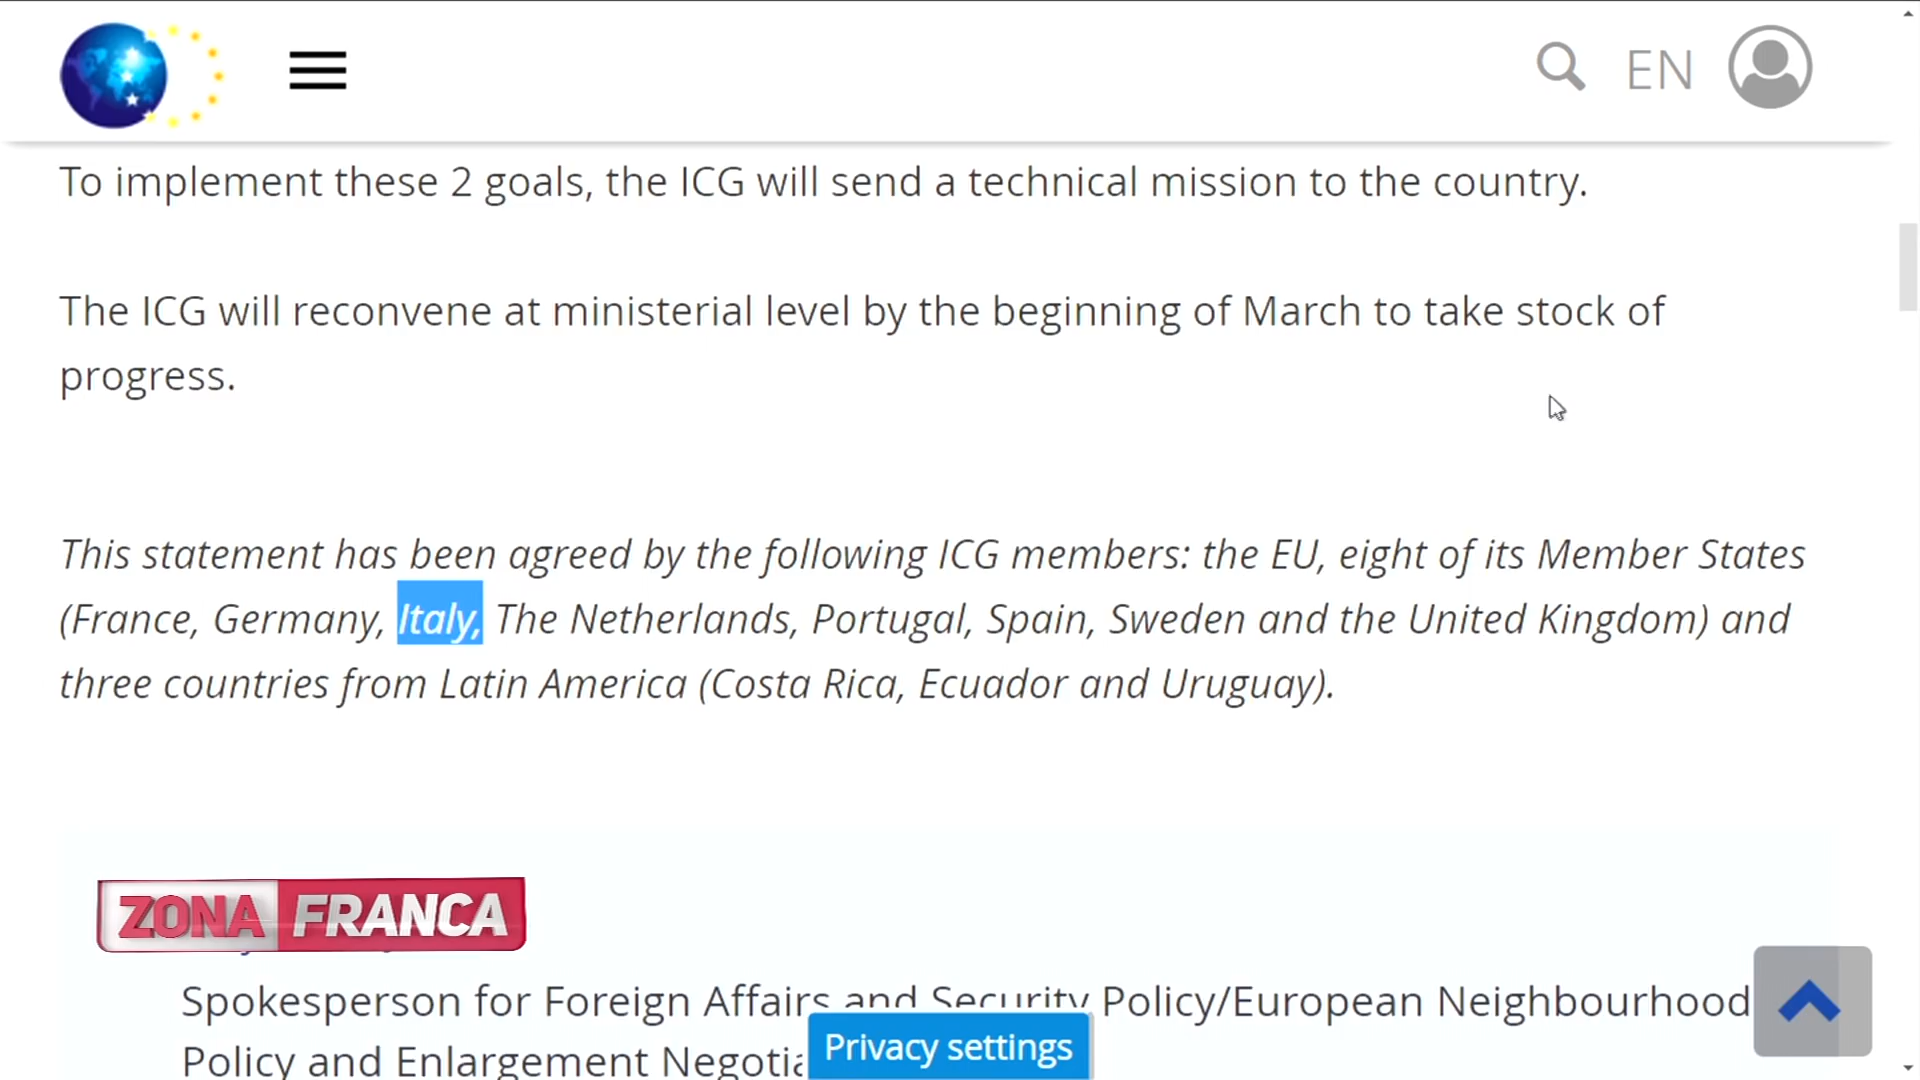 EN
To implement these 2 goals, the ICG will send a technical mission to the country.
The ICG will reconvene at ministerial level by the beginning of March to take stock of
progress.
This statement has been agreed by the following ICG members: the EU, eight of its Member States
(France, Germany, Italy, The Netherlands, Portugal, Spain, Sweden and the United Kingdom) and
three countries from Latin America (Costa Rica, Ecuador and Uruguay).
ZONA FRANCA
Spokesperson for Foreign Affairs and Security Policy/European Neighbourhood
Policy and Enlargement
Privacy settings